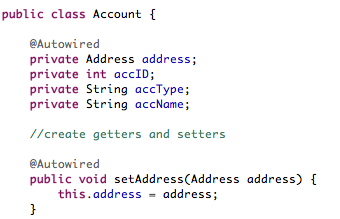 public class Account {
@Autowired
private Address address;
private int accID;
private String accType;
private String accName;
//create getters and setters
@Autowired
public void setAddress(Address address) {
this.address = address;
}